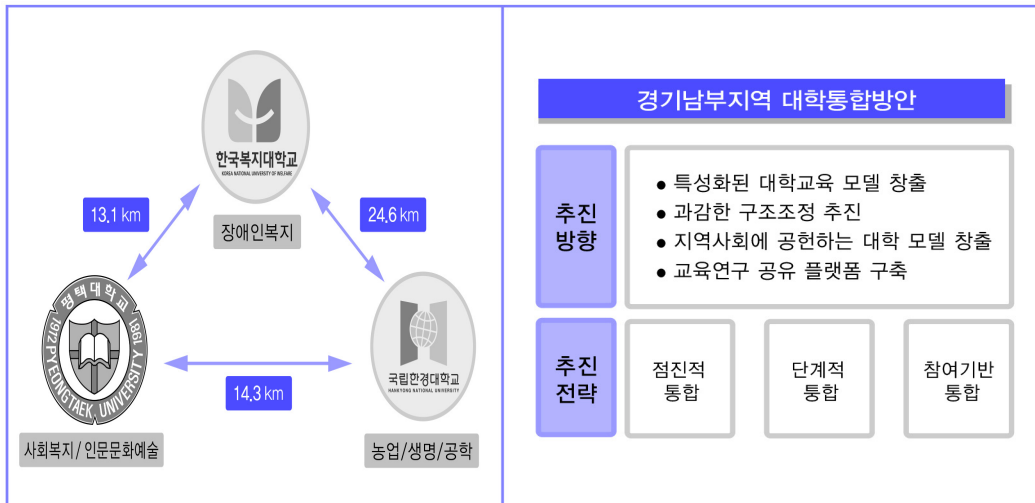 한국복지대학교
KOREA NATIONAL UNIVERSITY OF WELFARE
장애인복지
13.1 km
24.6 km
평택대학교
1912 PYEONGTAEK UNIVERSITY 1981
국립한경대학교
HANKYONG NATIONAL UNIVERSITY
14.3 km
사회복지/인문문화예술
농업/생명/공학
경기남부지역 대학통합방안
추진
방향
● 특성화된 대학교육 모델 창출
● 과감한 구조조정 추진
● 지역사회에 공헌하는 대학 모델 창출
● 교육연구 공유 플랫폼 구축
추진
전략
점진적
통합
단계적
통합
참여기반
통합